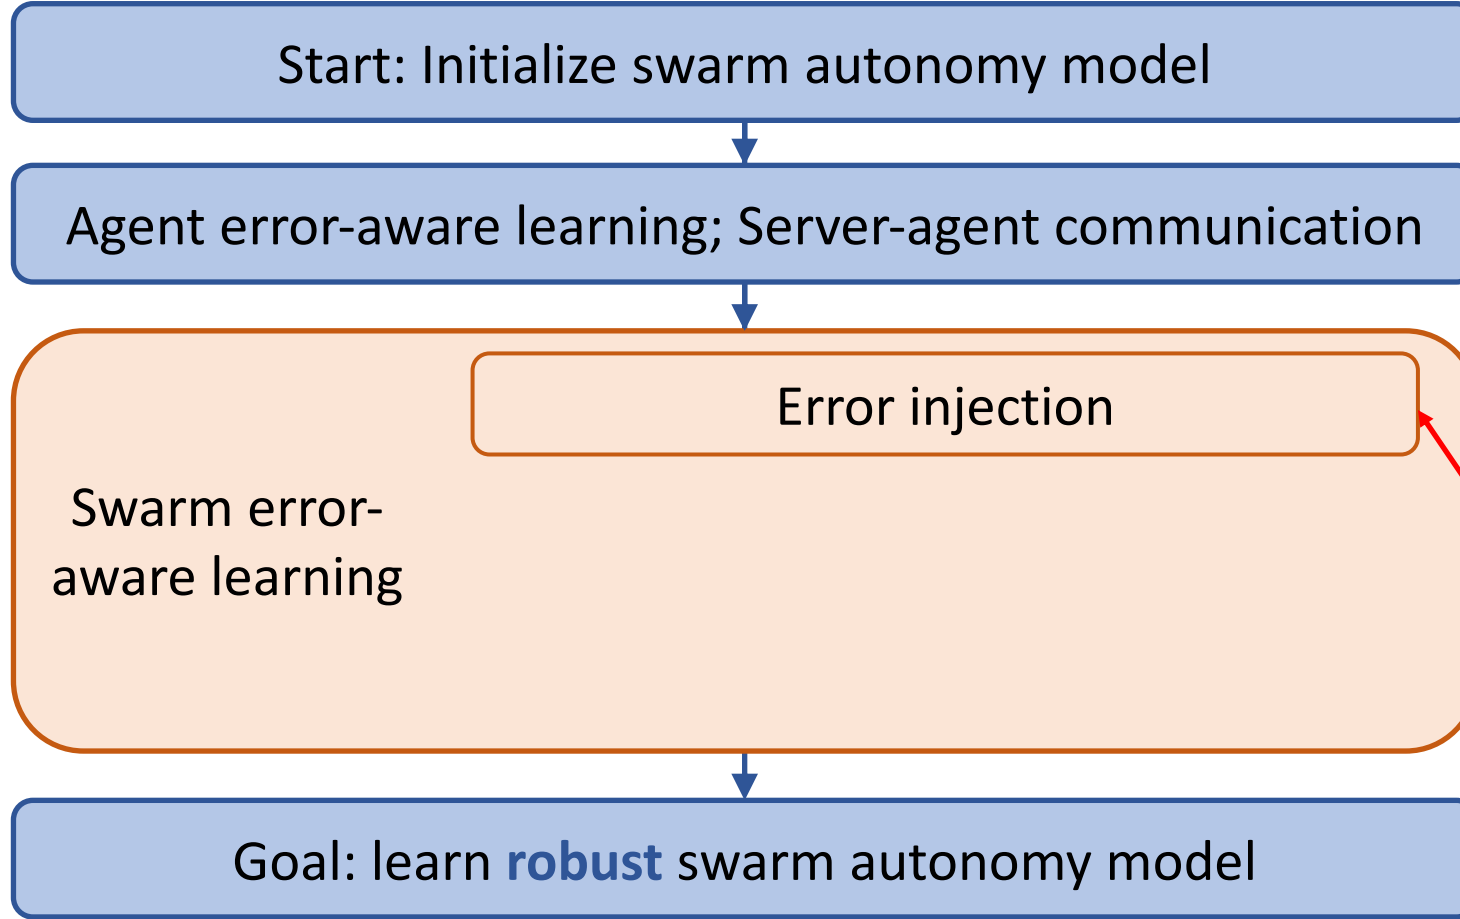 Start: Initialize swarm autonomy model
Agent error-aware learning; Server-agent communication
Error injection
Swarm error-
aware learning
Goal: learn robust swarm autonomy model